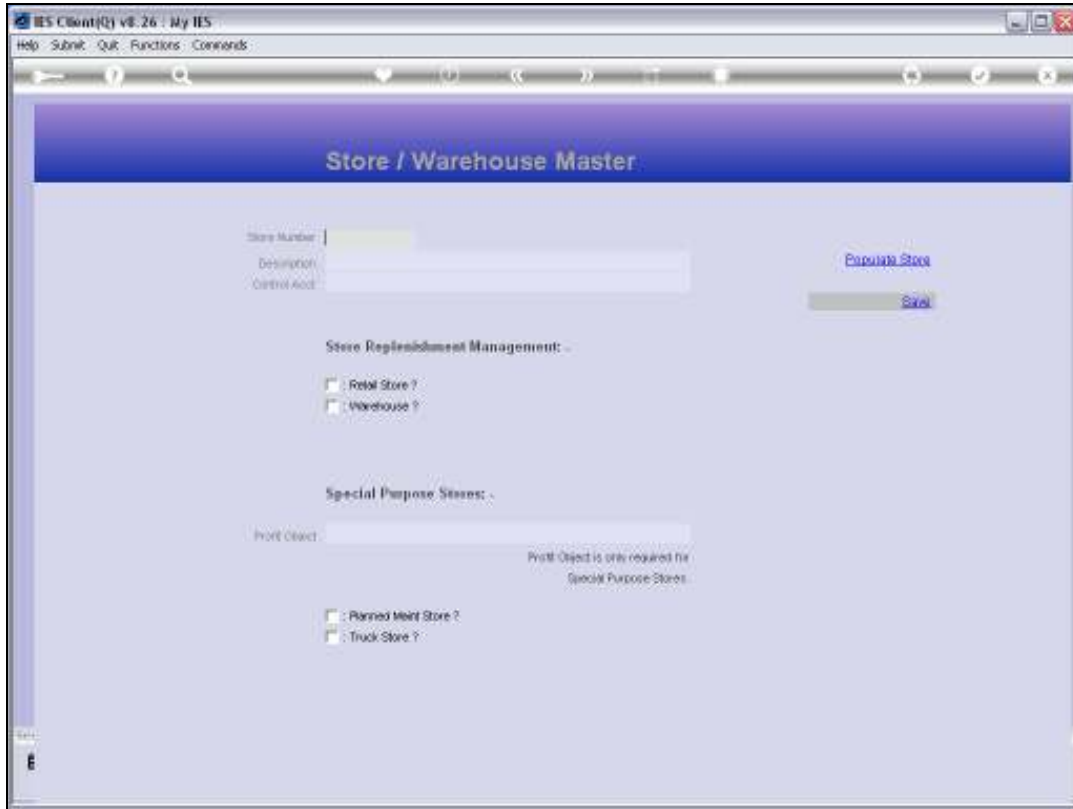 IES Client(Q) v8.26 : My IES
Help Submit Quit Functions Commands
Store / Warehouse Master
Store Number
Description
Control Acct
Populate Store
Save
Store Replenishment Management: -
: Retail Store ?
: Warehouse ?
Special Purpose Stores: -
Profit Object
Profit Object is only required for
Special Purpose Stores.
: Planned Maint Store ?
: Truck Store ?